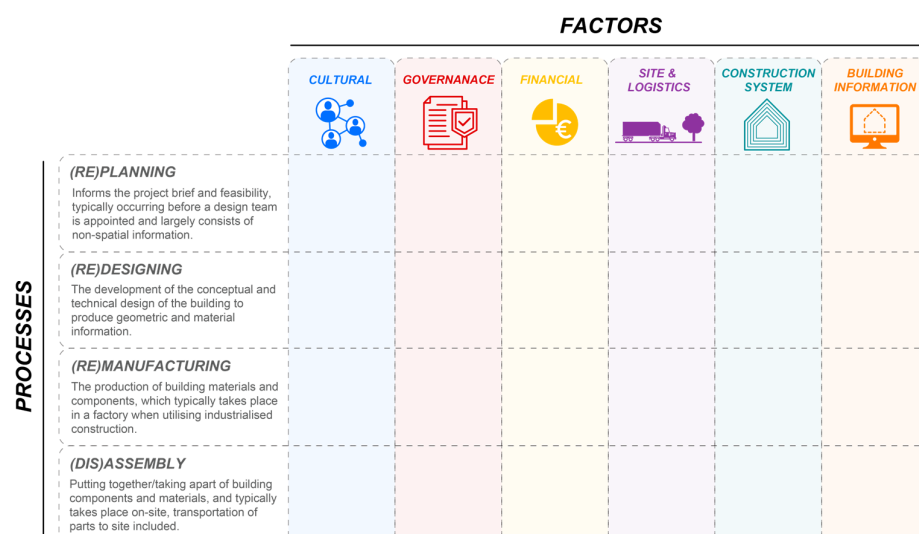 FACTORS
CULTURAL
GOVERNANACE
FINANCIAL
SITE &
LOGISTICS
CONSTRUCTION
SYSTEM
BUILDING
INFORMATION
€
PROCESSES
(RE)PLANNING
Informs the project brief and feasibility,
typically occurring before a design team
is appointed and largely consists of
non-spatial information.
(RE)DESIGNING
The development of the conceptual and
technical design of the building to
produce geometric and material
information.
(RE)MANUFACTURING
The production of building materials and
components, which typically takes place
in a factory when utilising industrialised
construction.
(DIS)ASSEMBLY
Putting together/taking apart of building
components and materials, and typically
takes place on-site, transportation of
parts to site included.